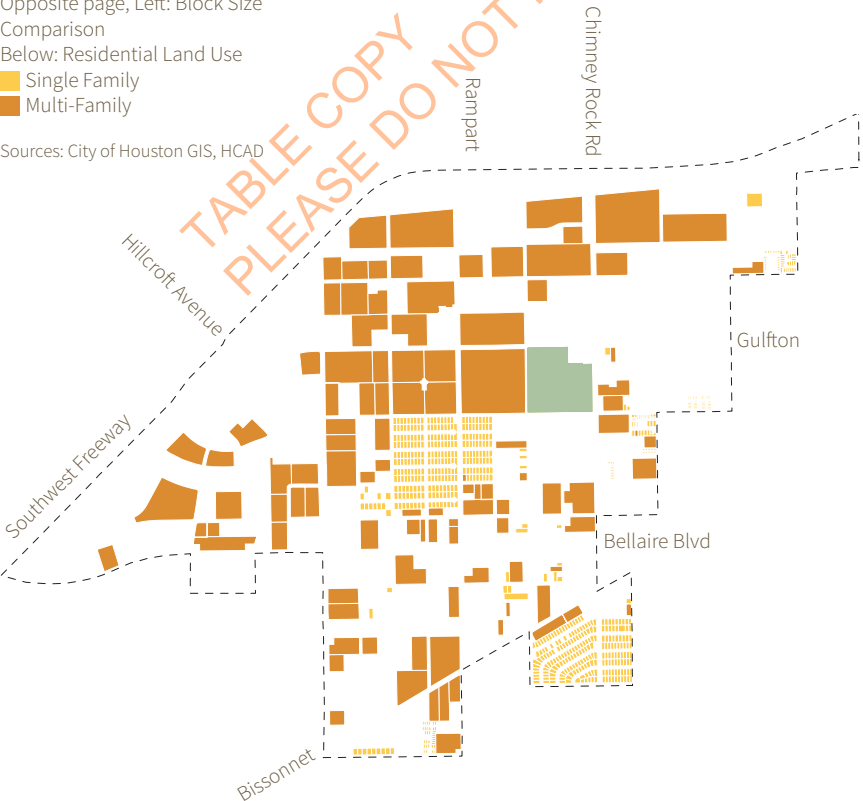 Opposite page, Left: Block Size
Comparison
Below: Residential Land Use
Single Family
Multi-Family
Sources: City of Houston GIS, HCAD
TABLE COPY
PLEASE DO NOT
Chimney Rock Rd
Rampart
Hillcroft Avenue
Gulfton
Southwest Freeway
Bellaire Blvd
Bissonnet